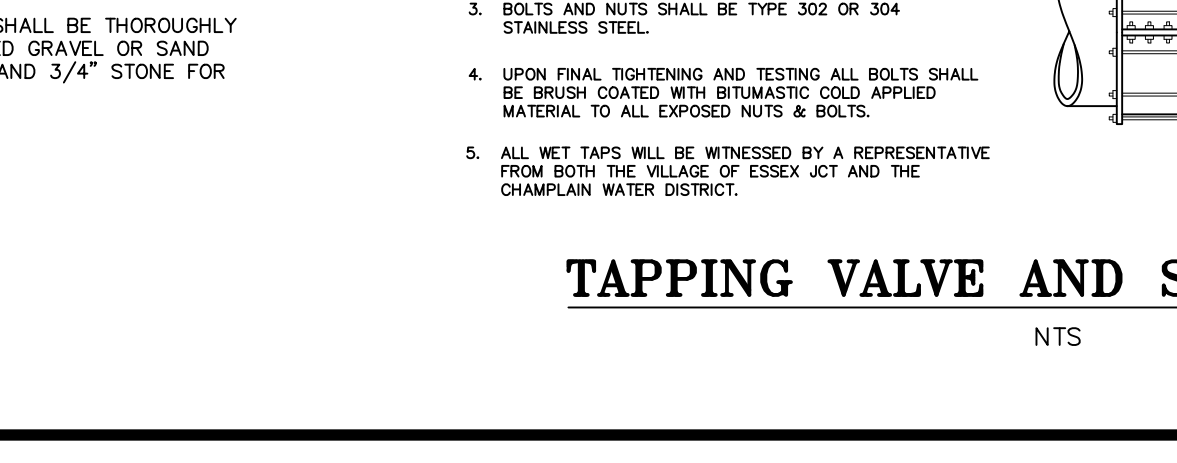 SHALL BE THOROUGHLY
ED GRAVEL OR SAND
AND 3/4" STONE FOR
3. BOLTS AND NUTS SHALL BE TYPE 302 OR 304
STAINLESS STEEL.
4. UPON FINAL TIGHTENING AND TESTING ALL BOLTS SHALL
BE BRUSH COATED WITH BITUMASTIC COLD APPLIED
MATERIAL TO ALL EXPOSED NUTS & BOLTS.
5. ALL WET TAPS WILL BE WITNESSED BY A REPRESENTATIVE
FROM BOTH THE VILLAGE OF ESSEX JCT AND THE
CHAMPLAIN WATER DISTRICT.
TAPPING VALVE AND S
NTS